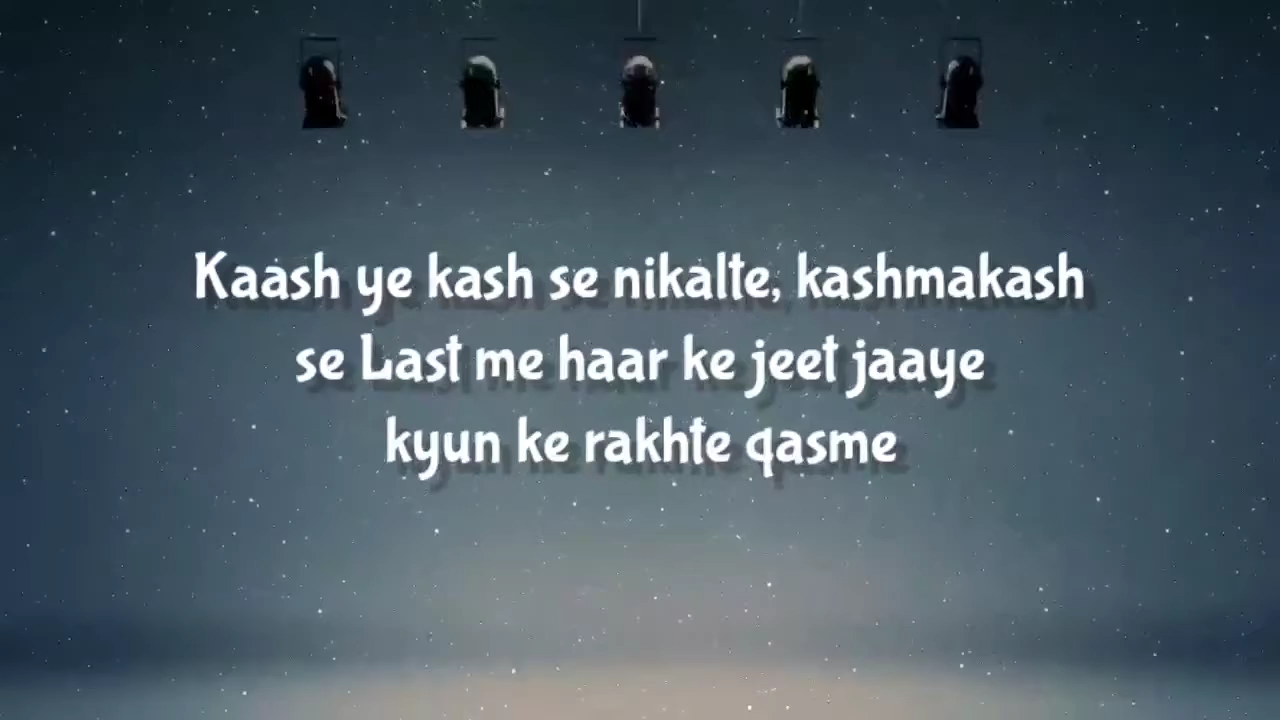 Kaash ye kash se nikalte, kashmakash
se Last me haar ke jeet jaaye
kyun ke rakhte qasme